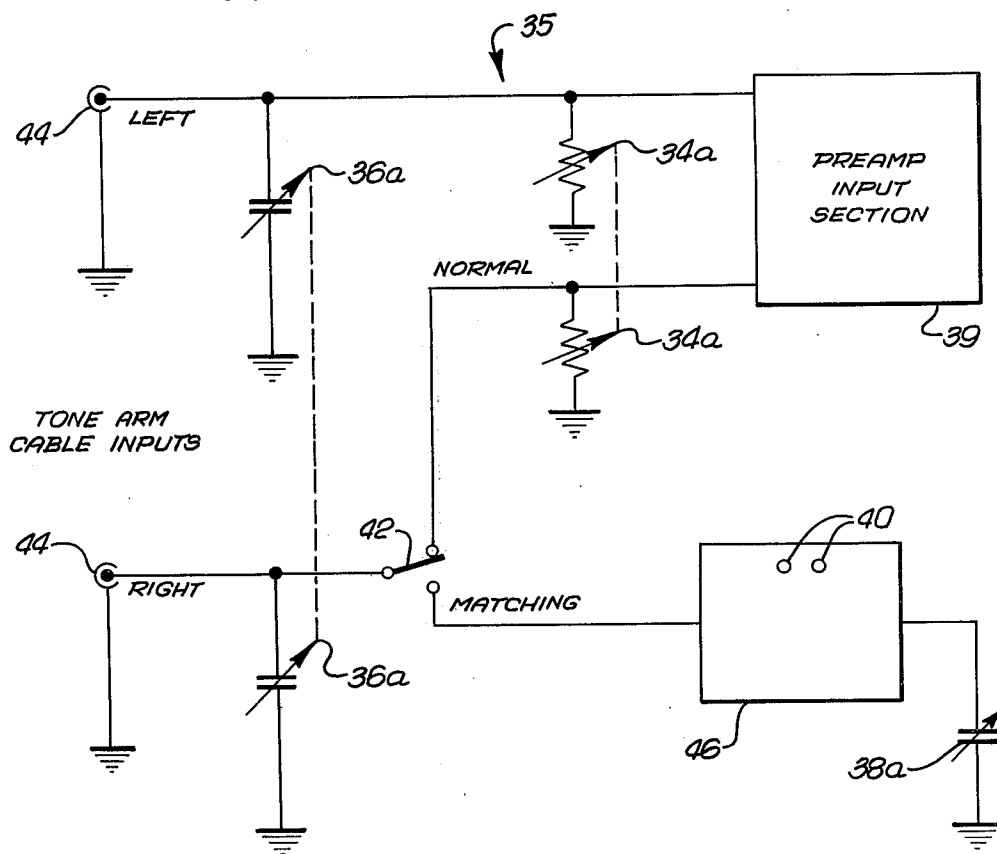 35
44
LEFT
36a
34a
PREAMP
INPUT
SECTION
NORMAL
34a
39
TONE ARM
CABLE INPUTS
44
RIGHT
42
40
MATCHING
36a
46
38a